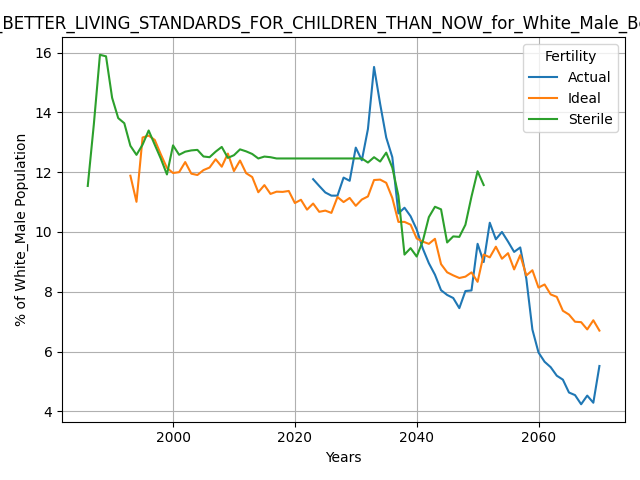 _BETTER_LIVING_STANDARDS_FOR_CHILDREN_THAN_NOW_for_White_Male_B
Fertility
Actual
Ideal
Sterile
% of White_Male Population
16
14
12
10
8
6
4
2000 2020 2040 2060
Years